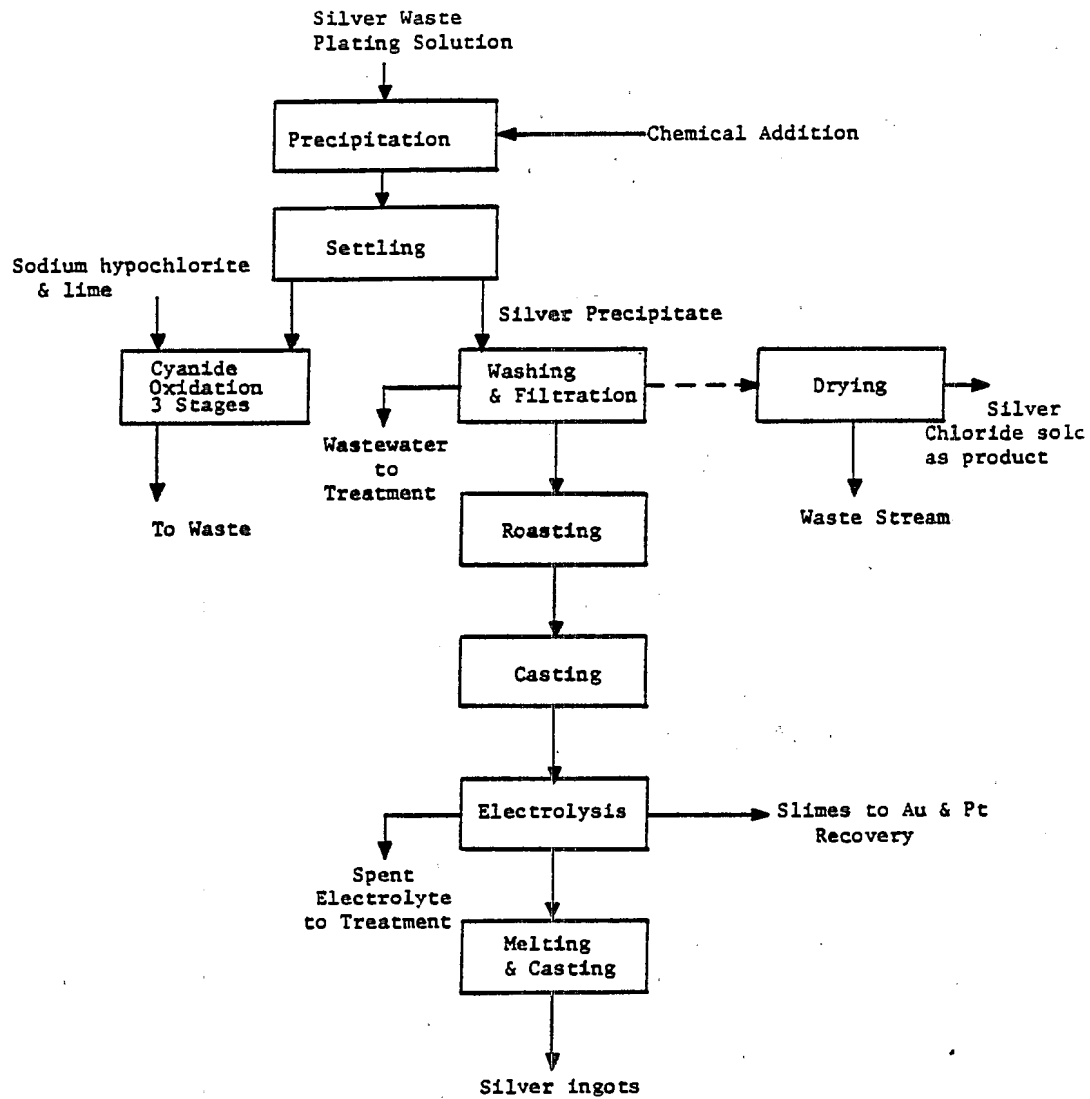 Silver Waste
Plating Solution
Precipitation
Chemical Addition
Settling
Sodium hypochlorite
& lime
Silver Precipitate
Cyanide
Oxidation
3 Stages
Washing
& Filtration
Drying
Silver
Chloride solc
as product
Wastewater
to
Treatment
To Waste
Waste Stream
Roasting
Casting
Electrolysis
Slimes to Au & Pt
Recovery
Spent
Electrolyte
to Treatment
Melting
& Casting
Silver ingots